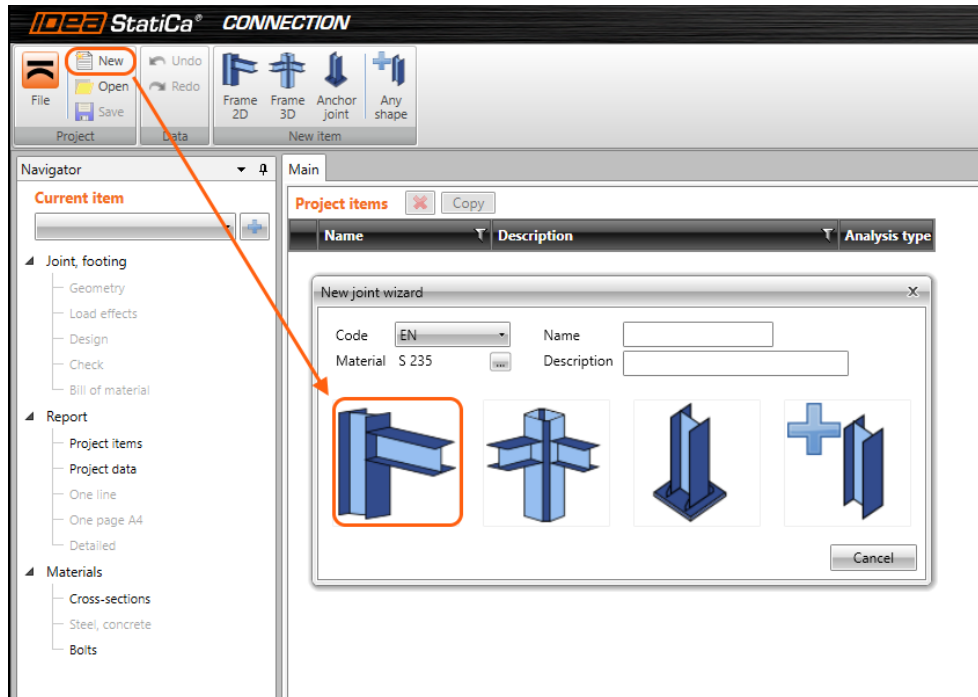 IDEA StatiCa® CONNECTION
File
New
Open
Save
Project
Undo
Redo
Data
Frame 2D
Frame 3D
Anchor joint
Any shape
New item
Navigator
Current item
Joint, footing
Geometry
Load effects
Design
Check
Bill of material
Report
Project items
Project data
One line
One page A4
Detailed
Materials
Cross-sections
Steel, concrete
Bolts
Main
Project items
Copy
Name Description Analysis type
New joint wizard
x
Code EN Name
Material S 235 ... Description
Cancel